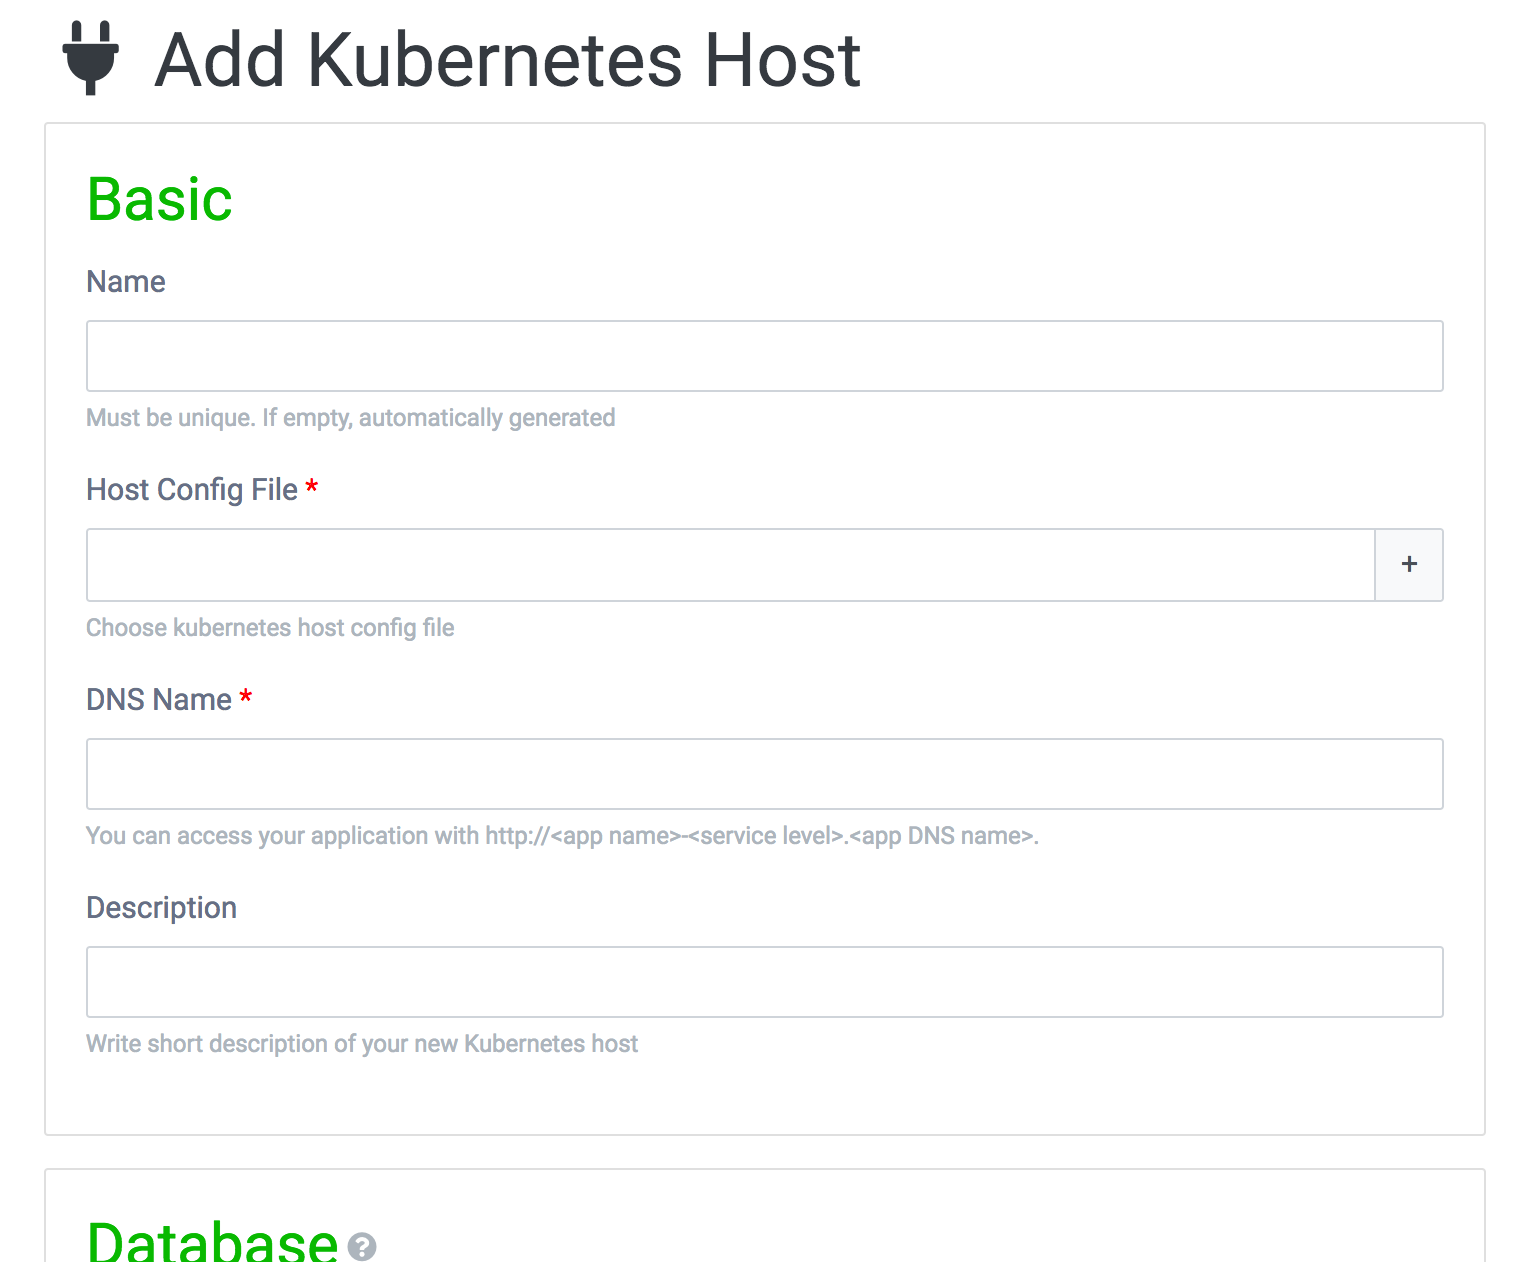 Add Kubernetes Host
Basic
Name
Must be unique. If empty, automatically generated
Host Config File *
+
Choose kubernetes host config file
DNS Name *
You can access your application with http://<app name>-<service level>.<app DNS name>.
Description
Write short description of your new Kubernetes host
Database ?